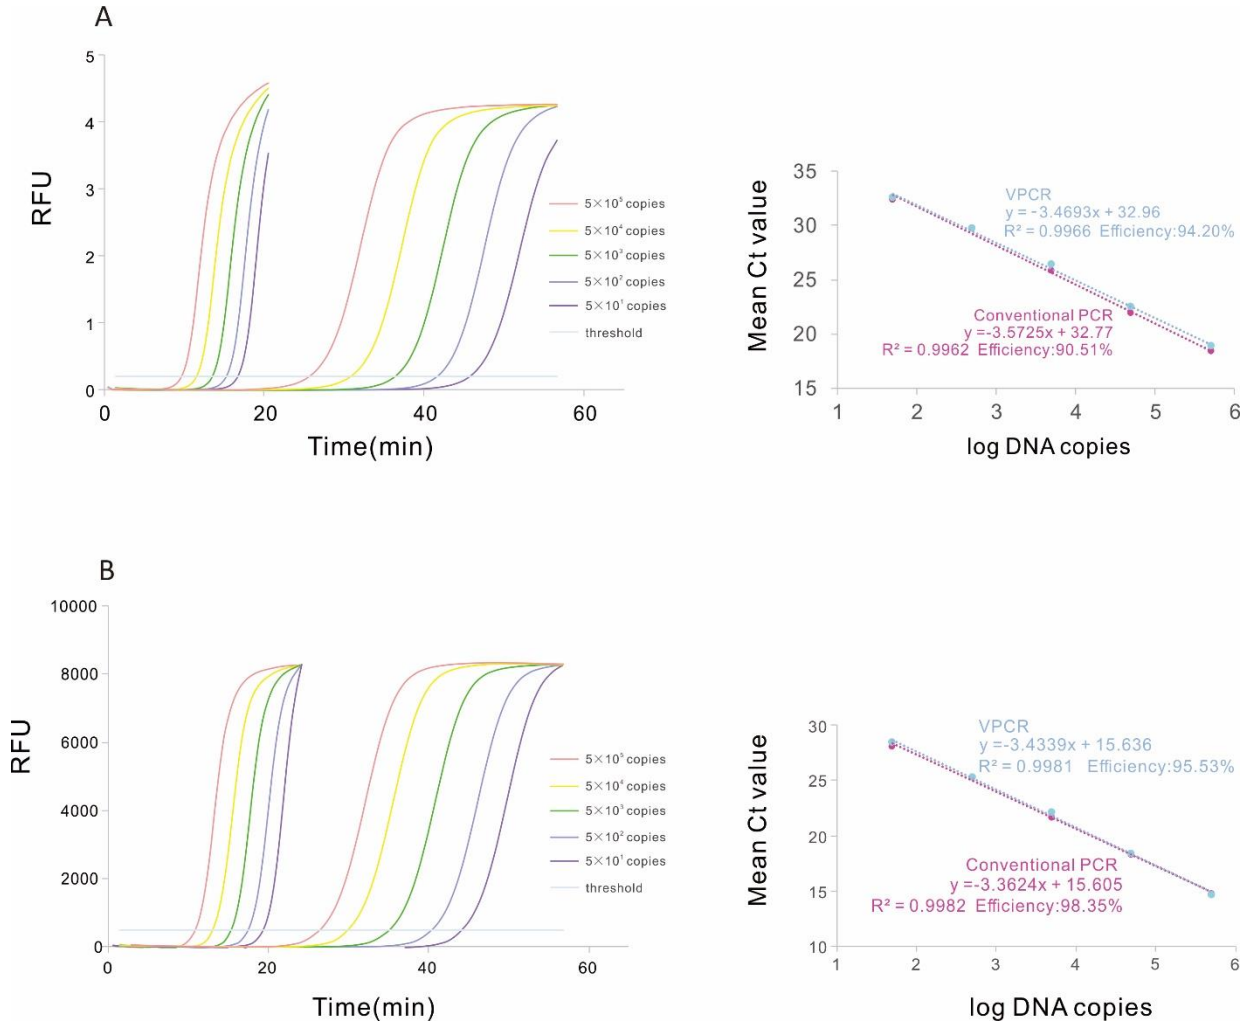 A
5
4
3
2
1
0
RFU
0
20
40
60
Time(min)
5×10⁵ copies
5×10⁴ copies
5×10³ copies
5×10⁷ copies
5×10¹ copies
threshold
35
30
25
20
15
Mean Ct value
VPCR
y = -3.4693x + 32.96
R² = 0.9966 Efficiency:94.20%
Conventional PCR
y =-3.5725x + 32.77
R² = 0.9962 Efficiency:90.51%
1
2
3
4
5
6
log DNA copies
B
10000
8000
6000
4000
2000
0
RFU
0
20
40
60
Time(min)
5×10⁵ copies
5×10⁴ copies
5×10³ copies
5×10² copies
5×10¹ copies
threshold
30
25
20
15
10
Mean Ct value
VPCR
y =-3.4339x + 15.636
R² = 0.9981 Efficiency:95.53%
Conventional PCR
y =-3.3624x + 15.605
R² = 0.9982 Efficiency:98.35%
1
2
3
4
5
6
log DNA copies